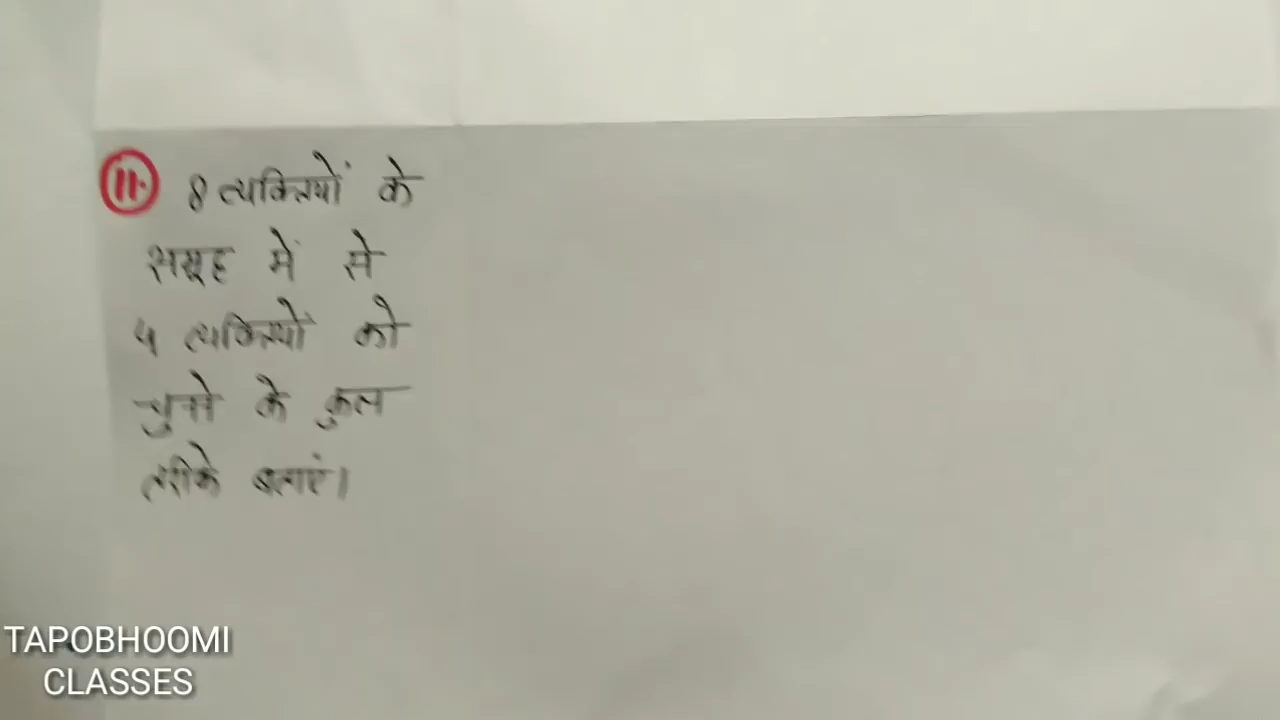 11. 8 व्यक्तियों के
समूह में से
4 व्यक्तियों को
चुनने के कुल
तरीके बताएं।
TAPOBHOOMI
CLASSES